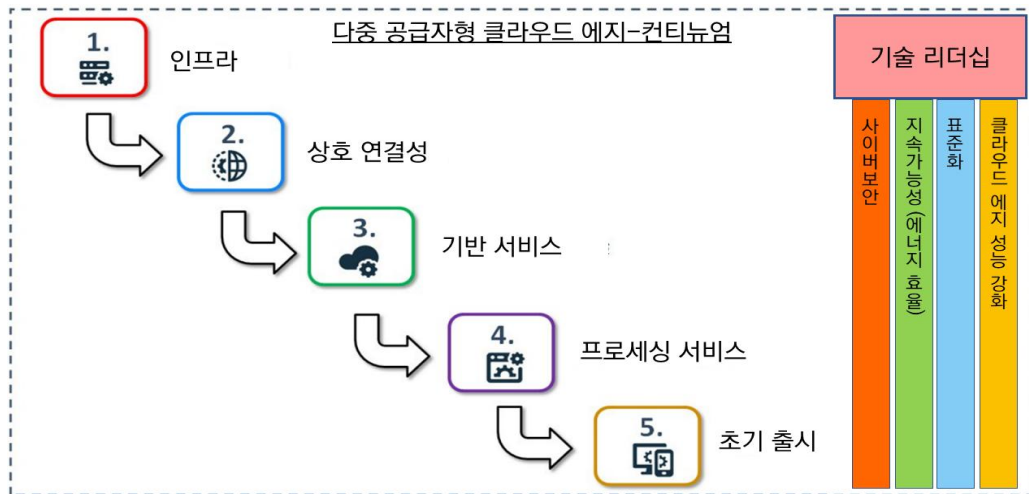 다중 공급자형 클라우드 에지-컨티뉴엄
1.
인프라
2.
상호 연결성
3.
기반 서비스
4.
프로세싱 서비스
5.
초기 출시
기술 리더십
사이버보안
지속가능성 (에너지 효율)
표준화
클라우드 에지 성능 강화